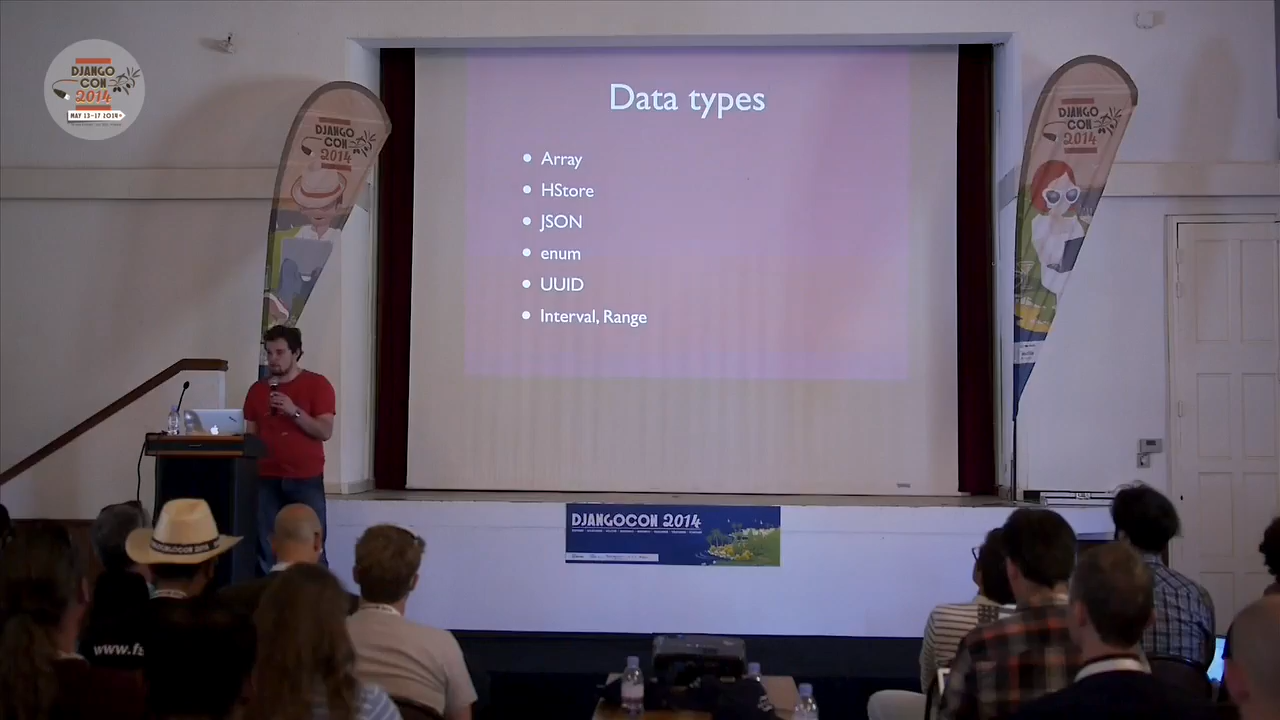 DJANGO
CON
2014
MAY 13-17 2014
Data types
Array
HStore
JSON
enum
UUID
Interval, Range
DJANGO
CON
2014
DJANGO
CON
2014
DJANGOCON 2014
www.f